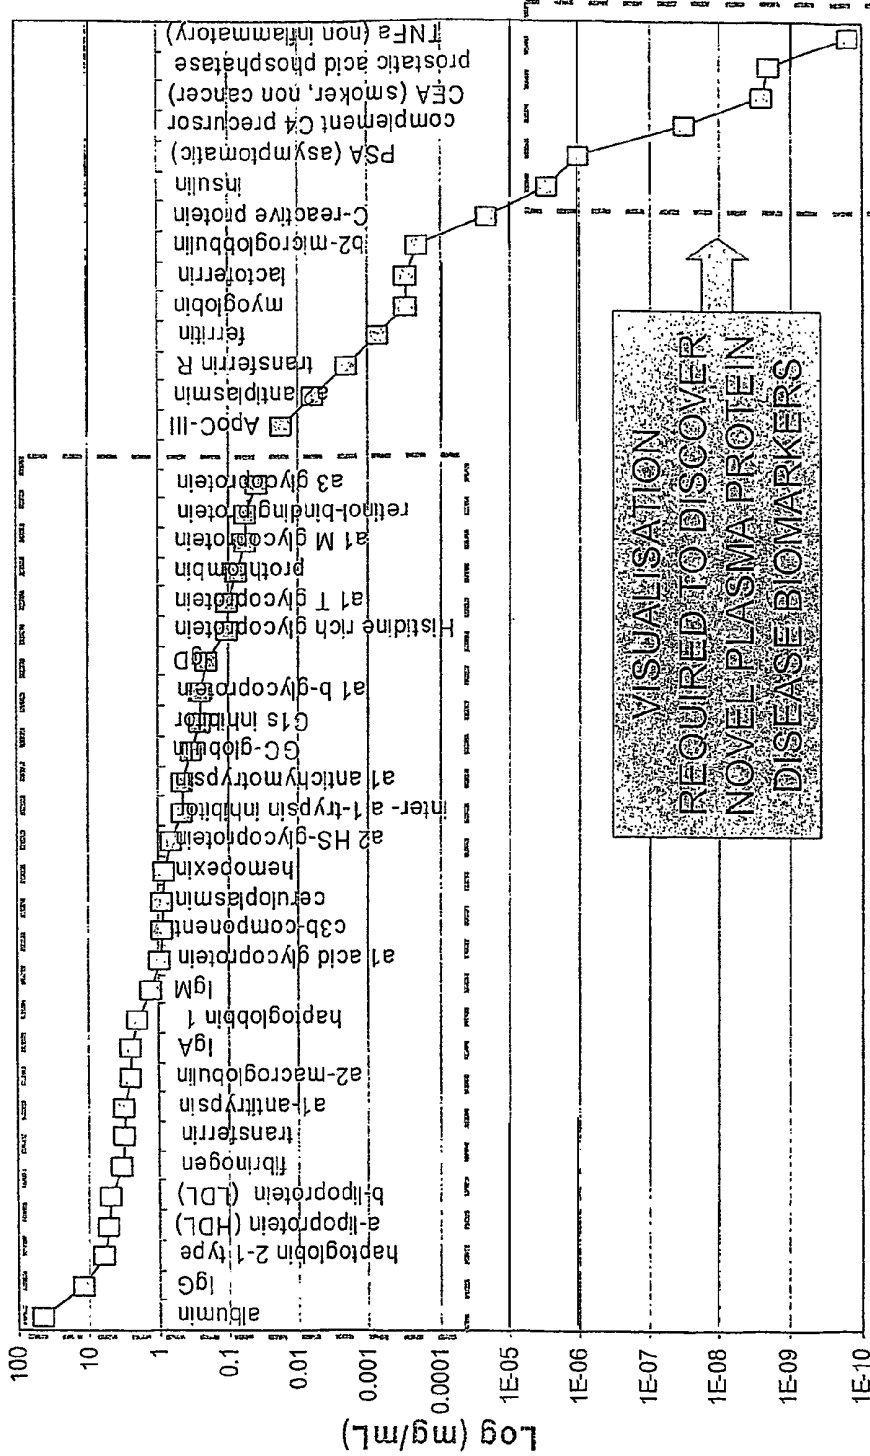 Log (mg/mL)
100
10
1
0.1
0.01
0.001
0.0001
1E-05
1E-06
1E-07
1E-08
1E-09
1E-10
albumin
IgG
haptoglobin 2-1 type
a-lipoprotein (HDL)
b-lipoprotein (LDL)
fibrinogen
transferrin
a1-antitrypsin
a2-macroglobulin
IgA
haptoglobbin 1
IgM
a1 acid glycoprotein
c3b-component
ceruloplasmin
hemopexin
a2 HS-glycoprotein
inter- a 1-trypsin inhibitor
a1 antichymotrypsin
GC-globulin
C1s inhibitor
a1 b-glycoprotein
IgD
Histidine rich glycoprotein
a1 T glycoprotein
prothrombin
a1 M glycoprotein
retinol-binding protein
a3 glycoprotein
ApoC-III
a2 antiplasmin
transferrin R
ferritin
myoglobin
lactoferrin
b2-microglobbulin
C-reactive protein
insulin
PSA (asymptomatic)
complement C4 precursor
CEA (smoker, non cancer)
prostatic acid phosphatase
TNFa (non inflammatory)
VISUALISATION
REQUIRED TO DISCOVER
NOVEL PLASMA PROTEIN
DISEASE BIOMARKERS